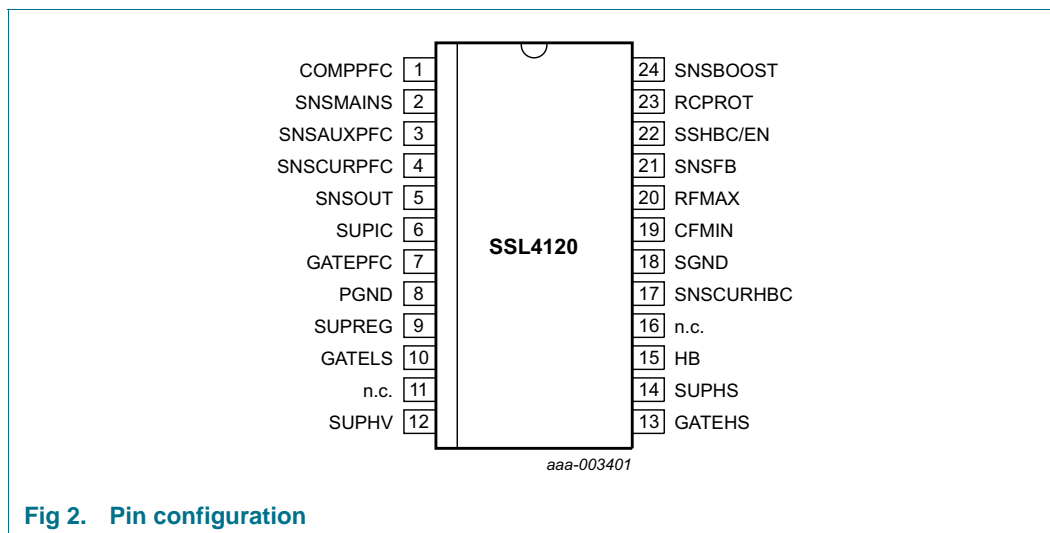 COMPPFC 1 24 SNSBOOST
SNSMAINS 2 23 RCPROT
SNSAUXPFC 3 22 SSHBC/EN
SNSCURPFC 4 21 SNSFB
SNSOUT 5 20 RFMAX
SUPIC 6 19 CFMIN
SSL4120
GATEPFC 7 18 SGND
PGND 8 17 SNSCURHBC
SUPREG 9 16 n.c.
GATELS 10 15 HB
n.c. 11 14 SUPHS
SUPHV 12 13 GATEHS
aaa-003401
Fig 2. Pin configuration